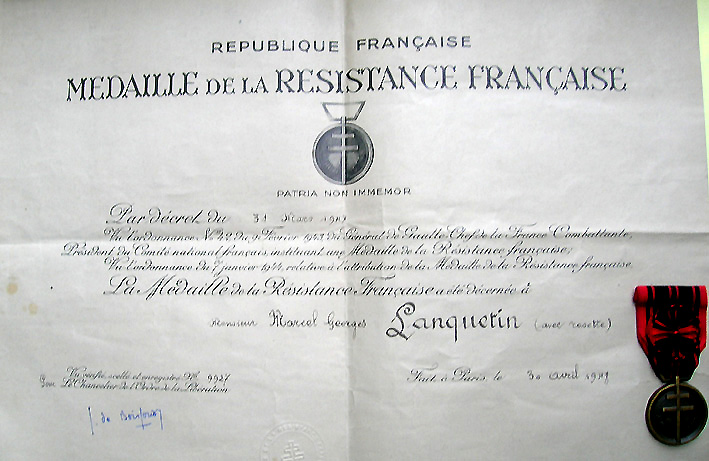 REPUBLIQUE FRANÇAISE
MEDAILLE DE LA RESISTANCE FRANÇAISE
PATRIA NON IMMEMOR
Par décret du 31 Mars
Vu l'ordonnance No 42 du 9 Février 1943 du Général de Gaulle, Chef de la France Combattante,
Président du Comité national français, instituant une Médaille de la Résistance française;
Vu l'ordonnance du 7 janvier 1944, relative à l'attribution de la Médaille de la Résistance française,
La Médaille de la Résistance Française a été décernée à
Monsieur Marcel Georges Lanquetin (avec rosette)
Vu, vérifié, scellé et enregistré No 9927
Pour Le Chancelier de l'Ordre de la Libération
Fait à Paris, le 30 avril